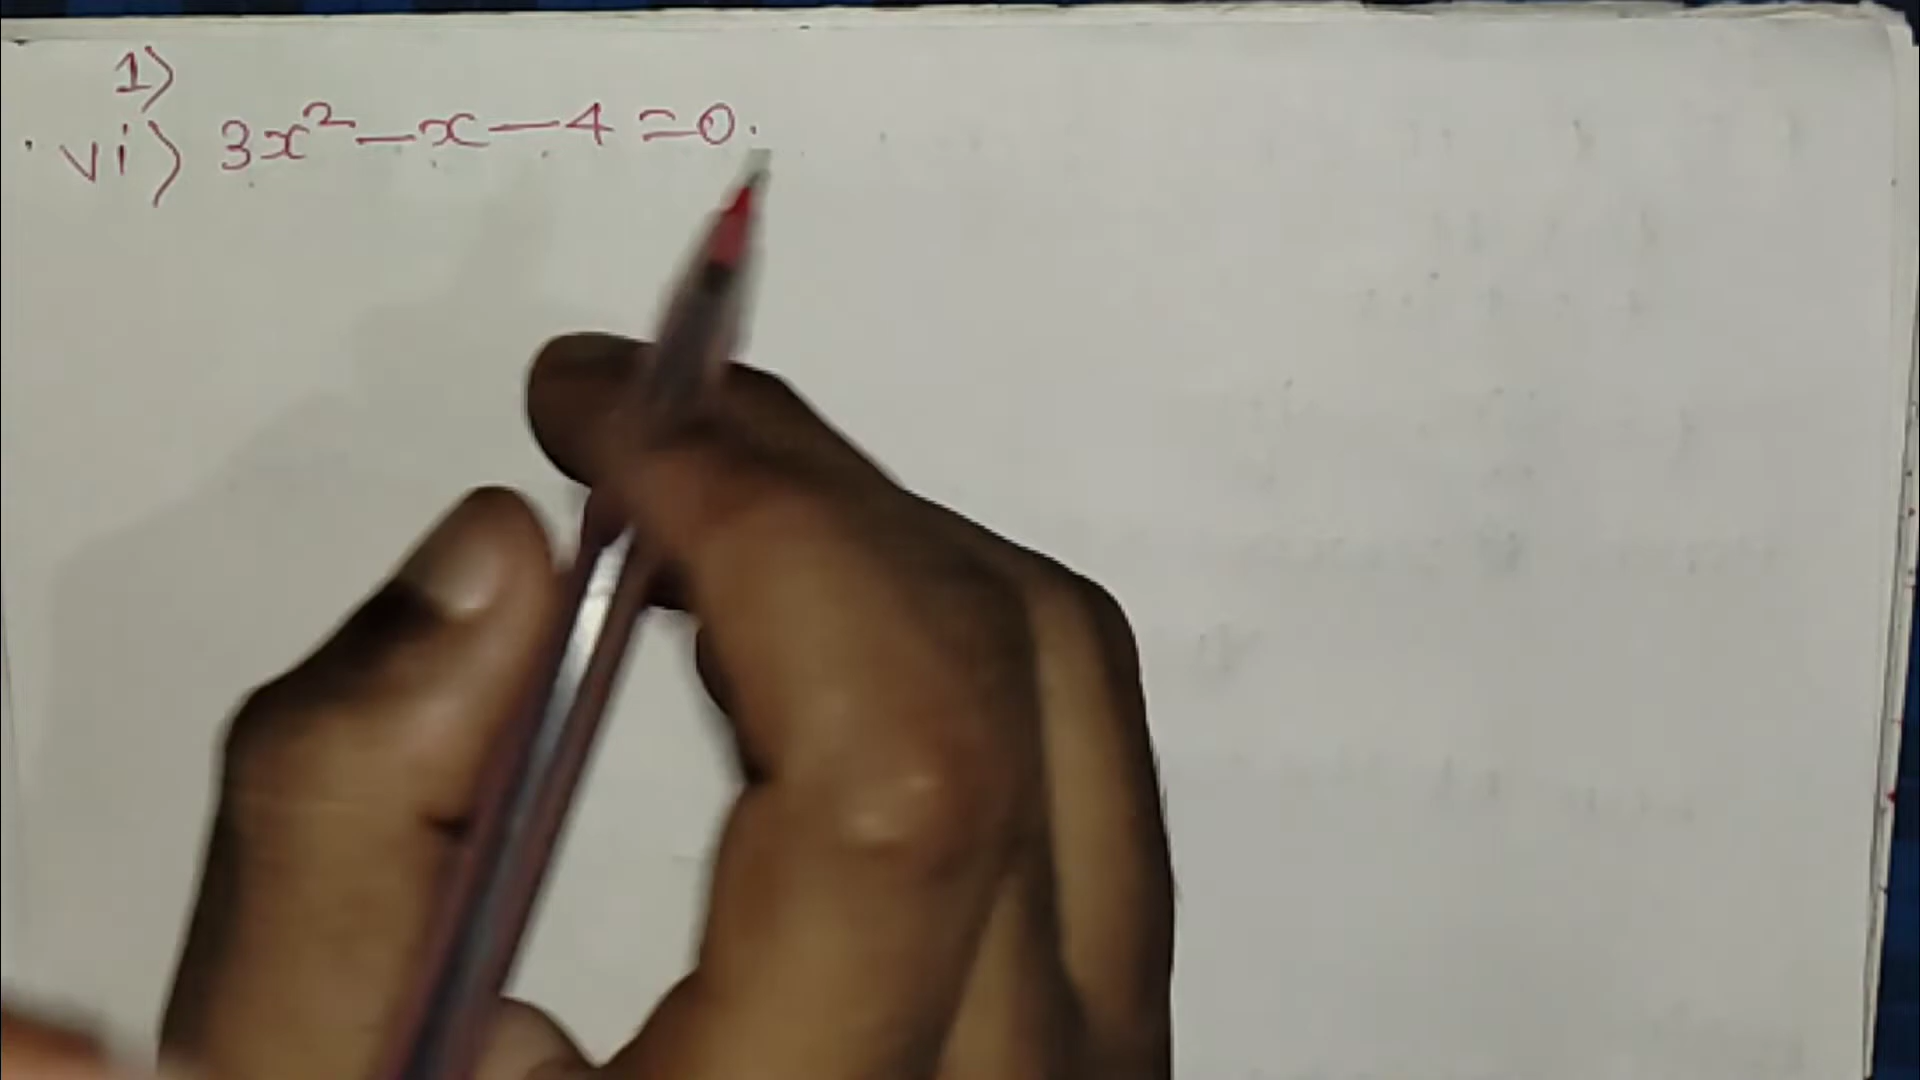 1)
vi) 3x² - x - 4 = 0.